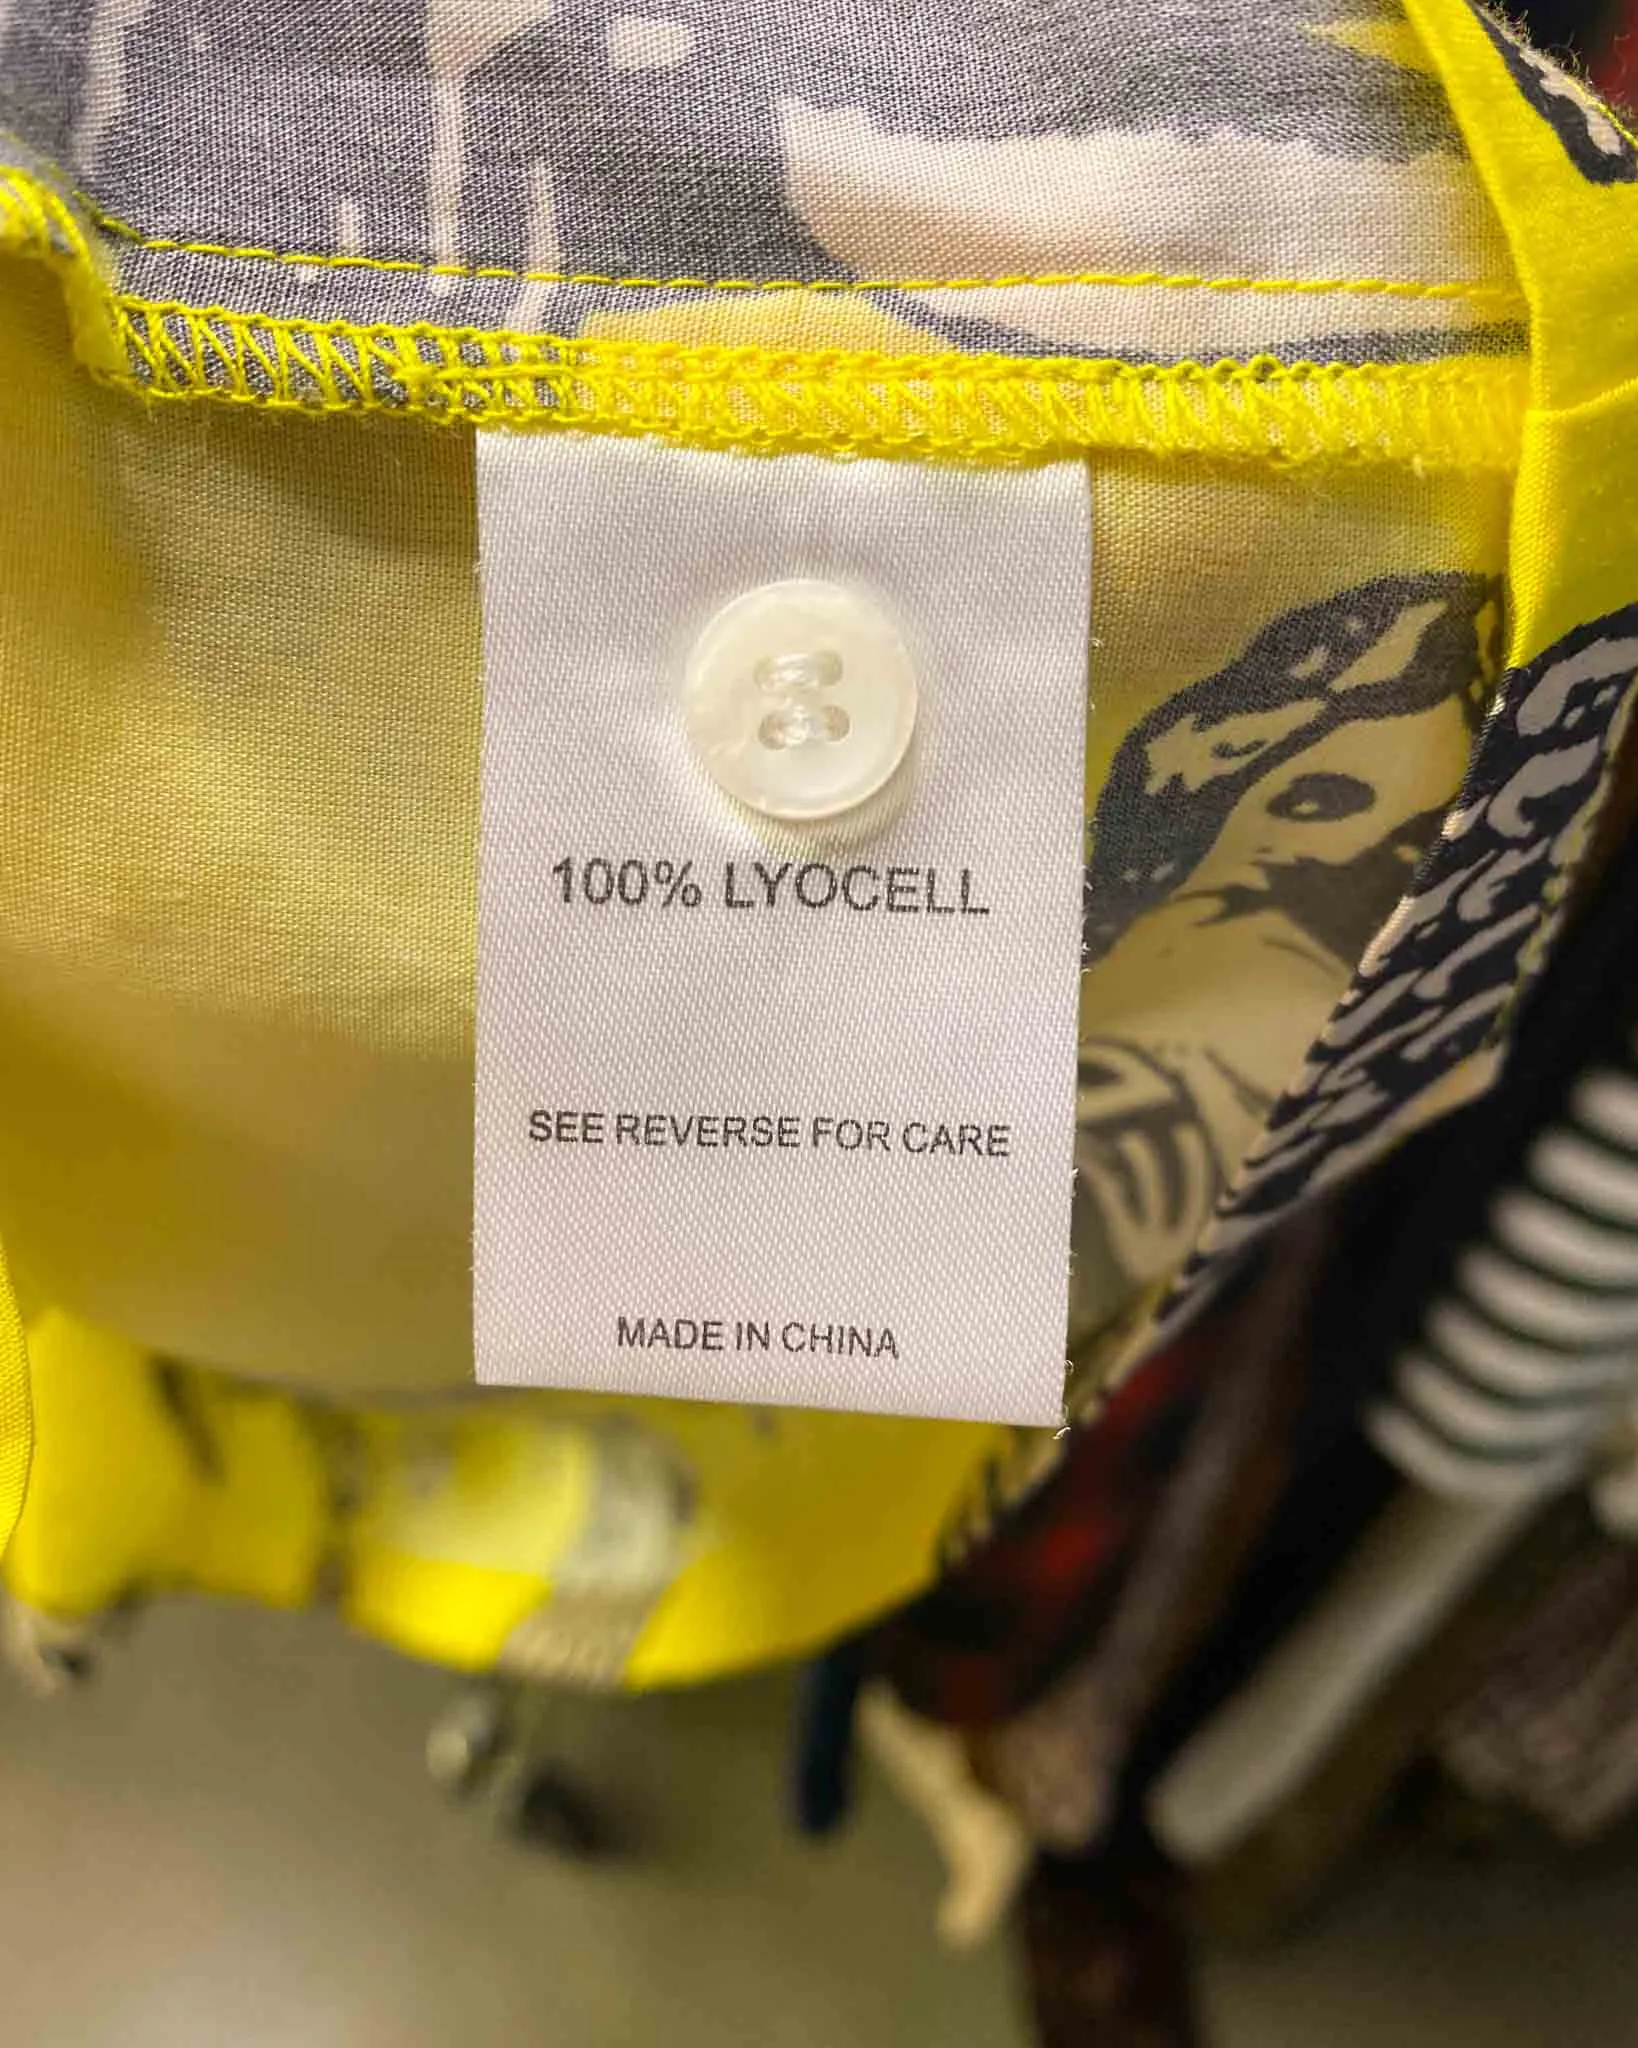 100% LYOCELL
SEE REVERSE FOR CARE
MADE IN CHINA